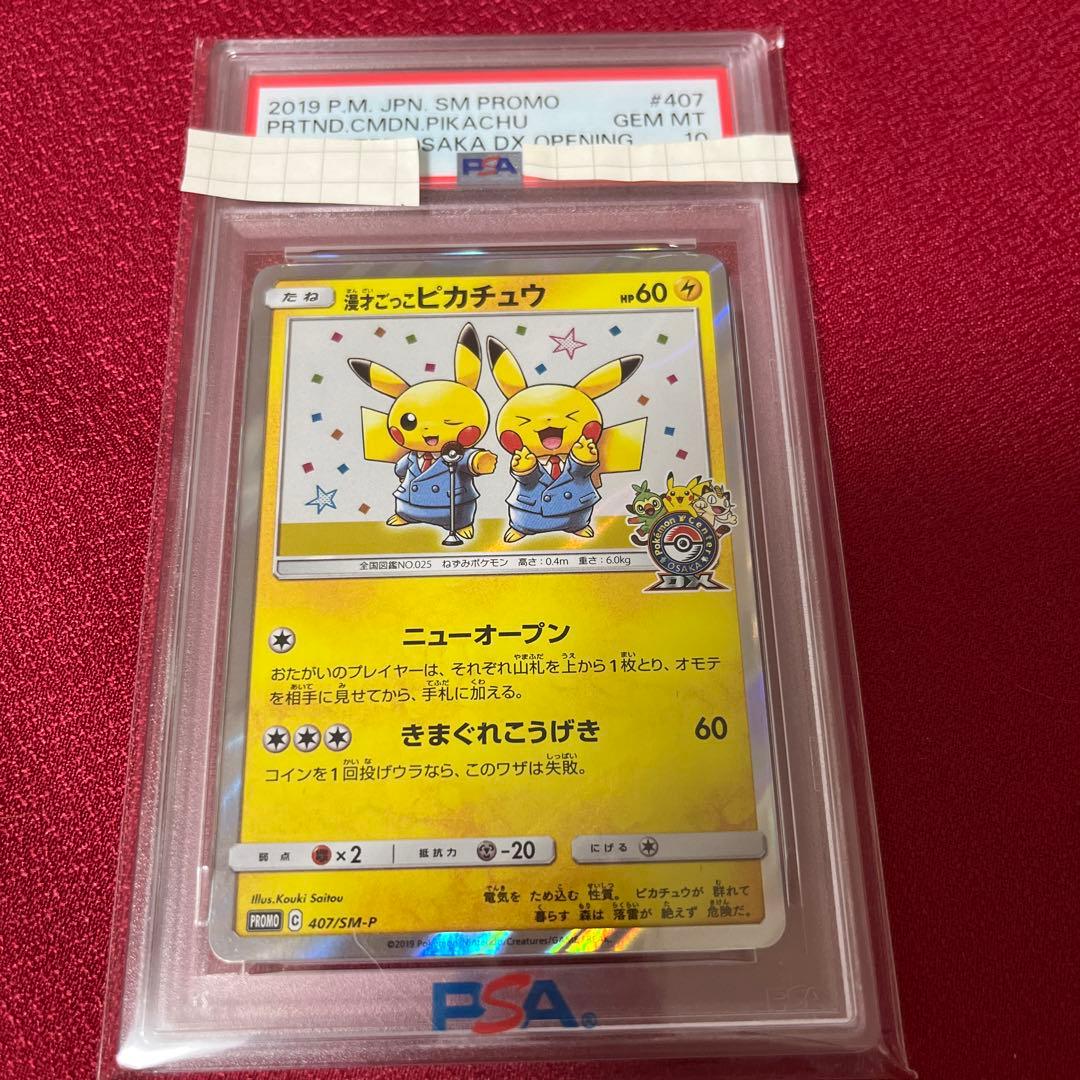 2019 P.M. JPN. SM PROMO #407
PRTND.CMDN.PIKACHU GEM MT
OSAKA DX OPENING 10
PSA
たね 漫才ごっこピカチュウ HP60
Pokémon Center
OSAKA
DX
全国図鑑NO.025 ねずみポケモン 高さ:0.4m 重さ:6.0kg
ニューオープン
おたがいのプレイヤーは、それぞれ山札を上から1枚とり、オモテ
を相手に見せてから、手札に加える。
きまぐれこうげき 60
コインを1回投げウラなら、このワザは失敗。
弱点 ×2 抵抗力 -20 にげる
Illus.Kouki Saitou
電気を ため込む 性質。 ピカチュウが 群れて
暮らす 森は 落雷が 絶えず 危険だ。
PROMO C 407/SM-P
©2019 Pokémon/Nintendo/Creatures/GAME FREAK.
PSA®